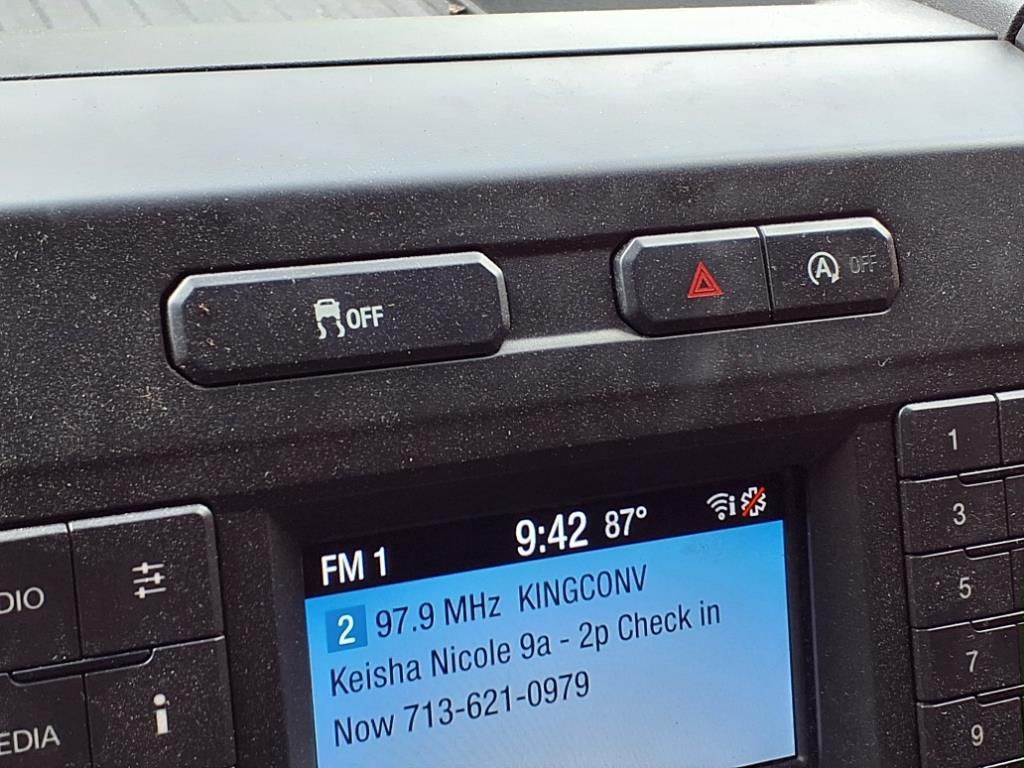 OFF
A OFF
FM 1 9:42 87°
2 97.9 MHz KINGCONV
Keisha Nicole 9a - 2p Check in
Now 713-621-0979
DIO
EDIA
i
1
3
5
7
9